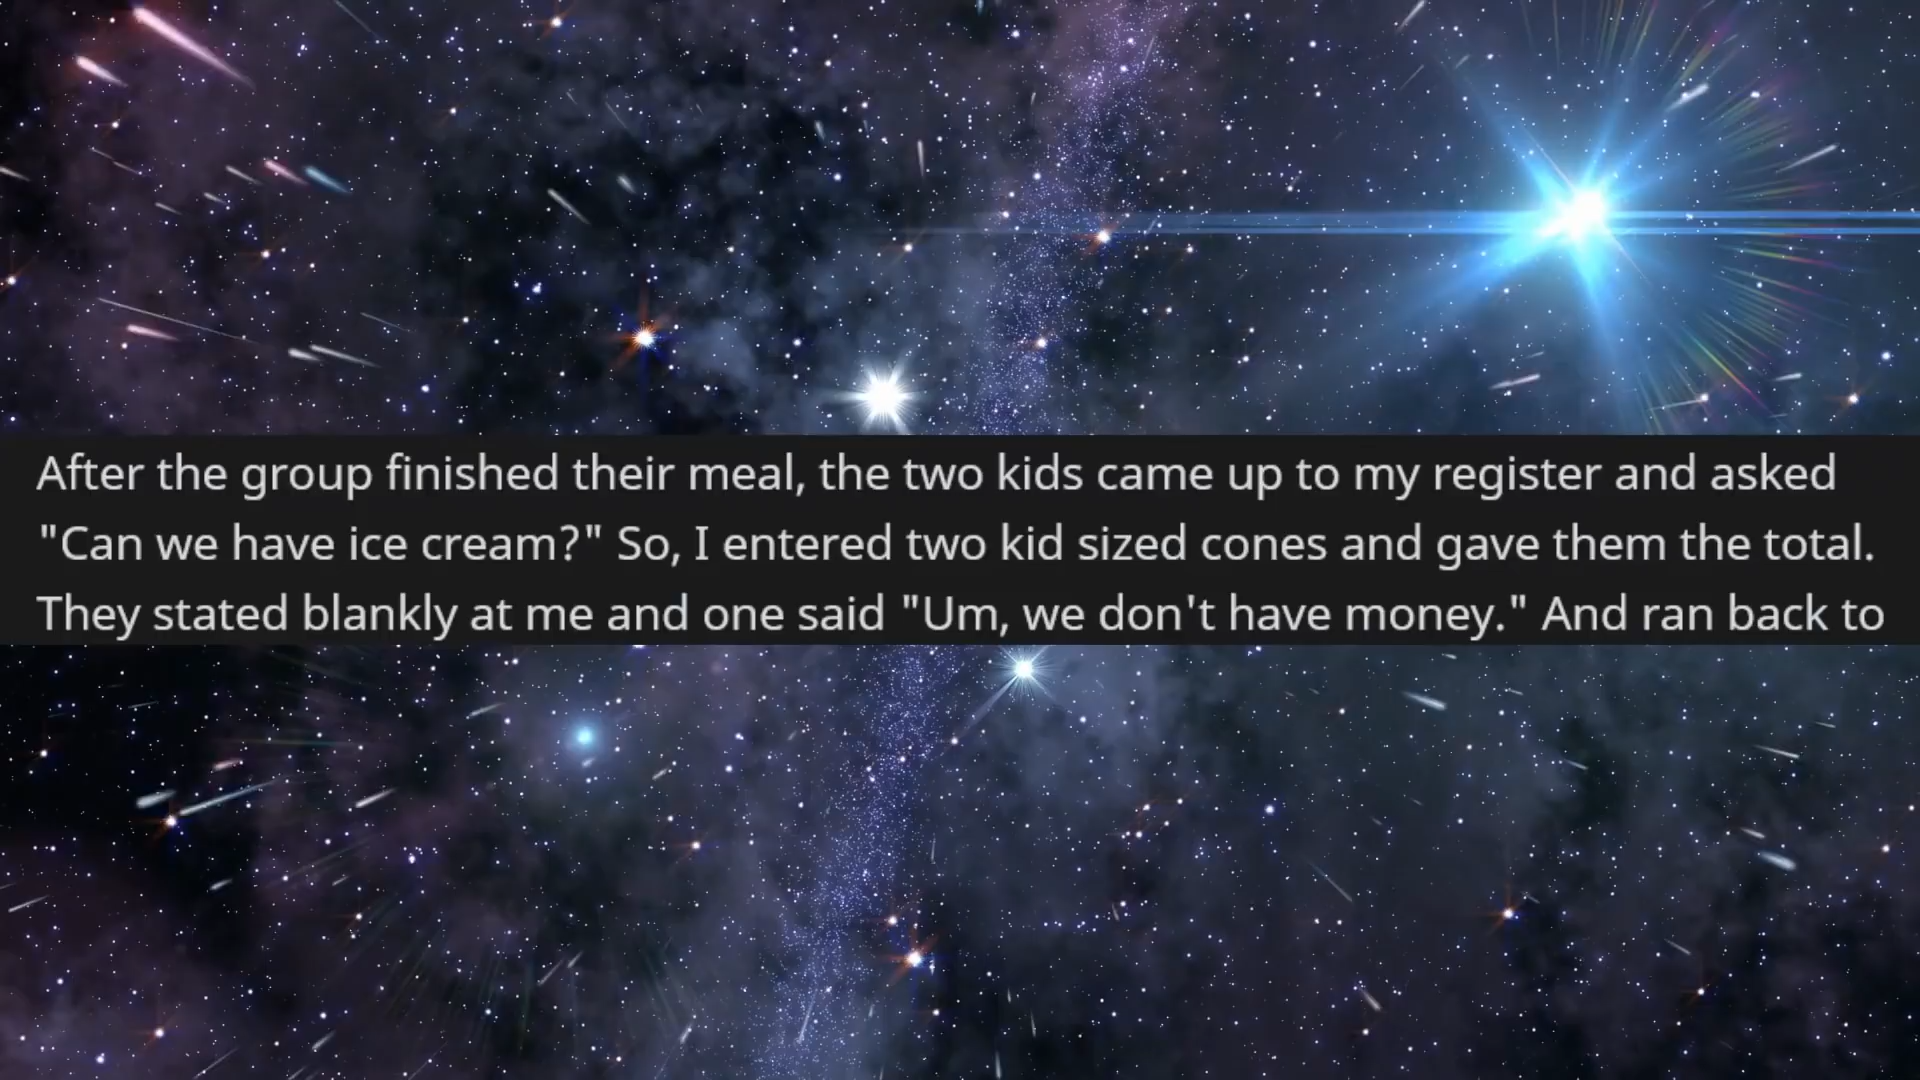 After the group finished their meal, the two kids came up to my register and asked
"Can we have ice cream?" So, I entered two kid sized cones and gave them the total.
They stated blankly at me and one said "Um, we don't have money." And ran back to